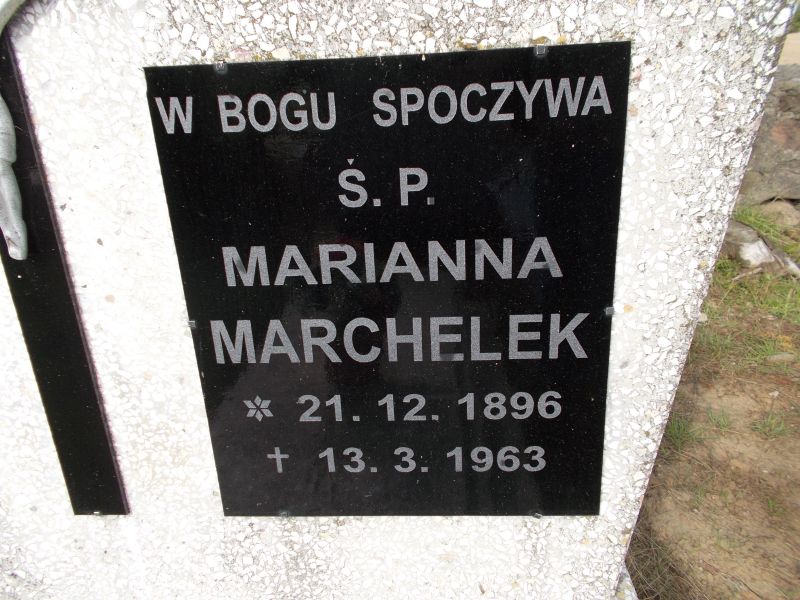 W BOGU SPOCZYWA
Ś. P.
MARIANNA
MARCHELEK
✲ 21. 12. 1896
† 13. 3. 1963